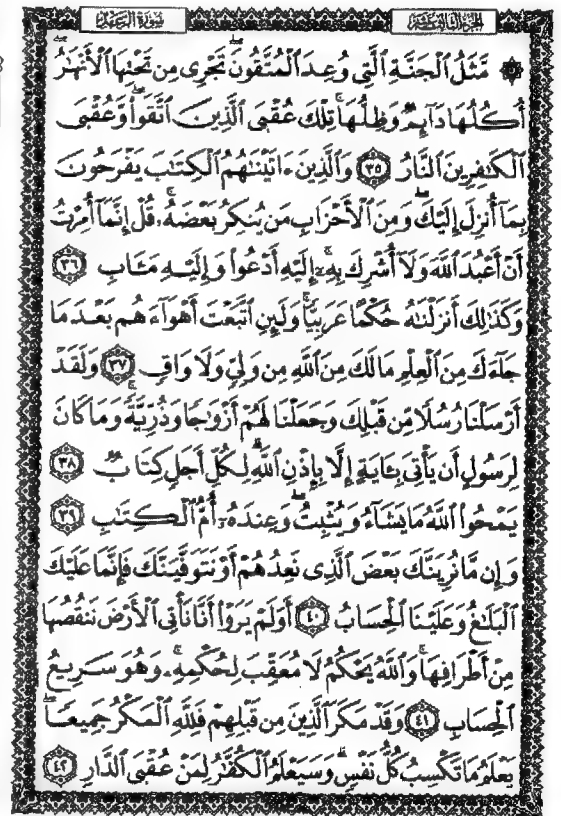 الجزء الثالث عشر
سورة الرعد
۞ مَّثَلُ ٱلْجَنَّةِ ٱلَّتِى وُعِدَ ٱلْمُتَّقُونَۖ تَجْرِى مِن تَحْتِهَا ٱلْأَنْهَٰرُۖ
أُكُلُهَا دَآئِمٌ وَظِلُّهَاۚ تِلْكَ عُقْبَى ٱلَّذِينَ ٱتَّقَوا۟ۖ وَّعُقْبَى
ٱلْكَٰفِرِينَ ٱلنَّارُ ٣٥ وَٱلَّذِينَ ءَاتَيْنَٰهُمُ ٱلْكِتَٰبَ يَفْرَحُونَ
بِمَآ أُنزِلَ إِلَيْكَۖ وَمِنَ ٱلْأَحْزَابِ مَن يُنكِرُ بَعْضَهُۥۚ قُلْ إِنَّمَآ أُمِرْتُ
أَنْ أَعْبُدَ ٱللَّهَ وَلَآ أُشْرِكَ بِهِۦٓۚ إِلَيْهِ أَدْعُوا۟ وَإِلَيْهِ مَـَٔابِ ٣٦
وَكَذَٰلِكَ أَنزَلْنَٰهُ حُكْمًا عَرَبِيًّاۚ وَلَئِنِ ٱتَّبَعْتَ أَهْوَآءَهُم بَعْدَ مَا
جَآءَكَ مِنَ ٱلْعِلْمِ مَا لَكَ مِنَ ٱللَّهِ مِن وَلِىٍّ وَلَا وَاقٍ ٣٧ وَلَقَدْ
أَرْسَلْنَا رُسُلًا مِّن قَبْلِكَ وَجَعَلْنَا لَهُمْ أَزْوَٰجًا وَذُرِّيَّةًۚ وَمَا كَانَ
لِرَسُولٍ أَن يَأْتِىَ بِـَٔايَةٍ إِلَّا بِإِذْنِ ٱللَّهِۗ لِكُلِّ أَجَلٍ كِتَابٌ ٣٨
يَمْحُوا۟ ٱللَّهُ مَا يَشَآءُ وَيُثْبِتُۖ وَعِندَهُۥٓ أُمُّ ٱلْكِتَٰبِ ٣٩
وَإِن مَّا نُرِيَنَّكَ بَعْضَ ٱلَّذِى نَعِدُهُمْ أَوْ نَتَوَفَّيَنَّكَ فَإِنَّمَا عَلَيْكَ
ٱلْبَلَٰغُ وَعَلَيْنَا ٱلْحِسَابُ ٤٠ أَوَلَمْ يَرَوْا۟ أَنَّا نَأْتِى ٱلْأَرْضَ نَنقُصُهَا
مِنْ أَطْرَافِهَاۚ وَٱللَّهُ يَحْكُمُ لَا مُعَقِّبَ لِحُكْمِهِۦۚ وَهُوَ سَرِيعُ
ٱلْحِسَابِ ٤١ وَقَدْ مَكَرَ ٱلَّذِينَ مِن قَبْلِهِمْ فَلِلَّهِ ٱلْمَكْرُ جَمِيعًاۖ
يَعْلَمُ مَا تَكْسِبُ كُلُّ نَفْسٍۗ وَسَيَعْلَمُ ٱلْكُفَّٰرُ لِمَنْ عُقْبَى ٱلدَّارِ ٤٢